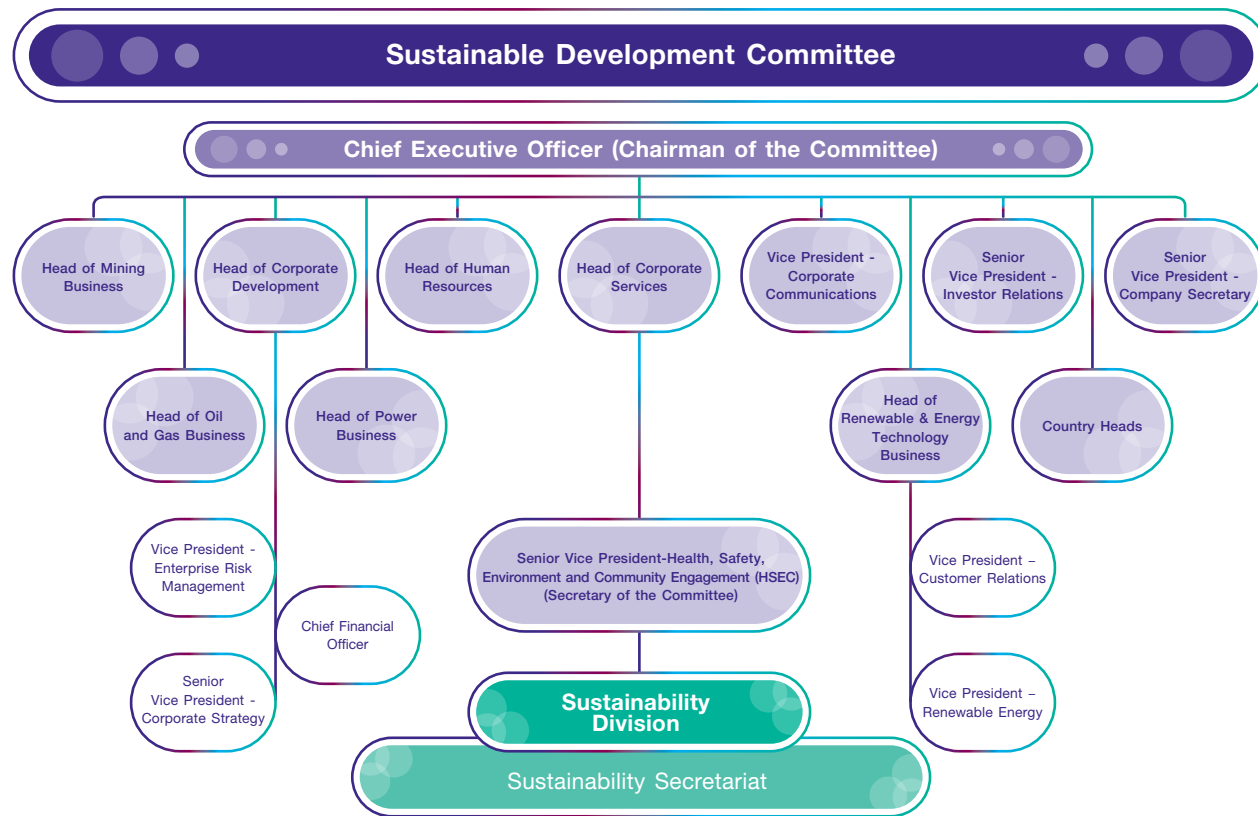 Sustainable Development Committee
Chief Executive Officer (Chairman of the Committee)
Head of Mining
Business
Head of Corporate
Development
Head of Human
Resources
Head of Corporate
Services
Vice President -
Corporate
Communications
Senior
Vice President -
Investor Relations
Senior
Vice President -
Company Secretary
Head of Oil
and Gas Business
Head of Power
Business
Head of
Renewable & Energy
Technology
Business
Country Heads
Vice President -
Enterprise Risk
Management
Chief Financial
Officer
Senior
Vice President -
Corporate Strategy
Senior Vice President-Health, Safety,
Environment and Community Engagement (HSEC)
(Secretary of the Committee)
Vice President –
Customer Relations
Vice President –
Renewable Energy
Sustainability
Division
Sustainability Secretariat